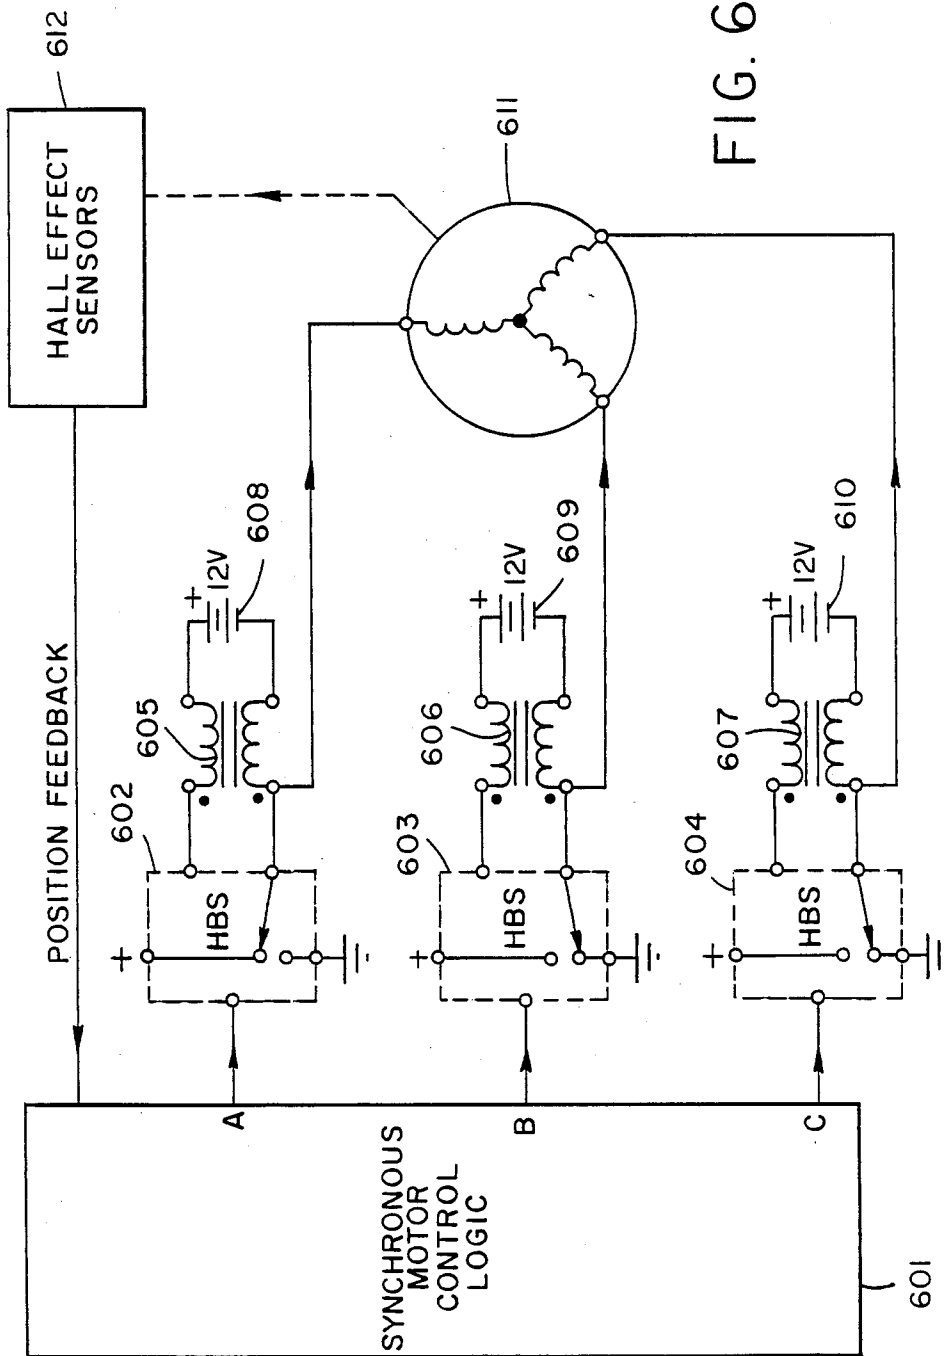 612
HALL EFFECT
SENSORS
611
FIG. 6
POSITION FEEDBACK
602
605
+
12V
608
+
HBS
603
606
+
12V
609
+
HBS
604
607
+
12V
610
+
HBS
A
B
C
SYNCHRONOUS
MOTOR
CONTROL
LOGIC
601